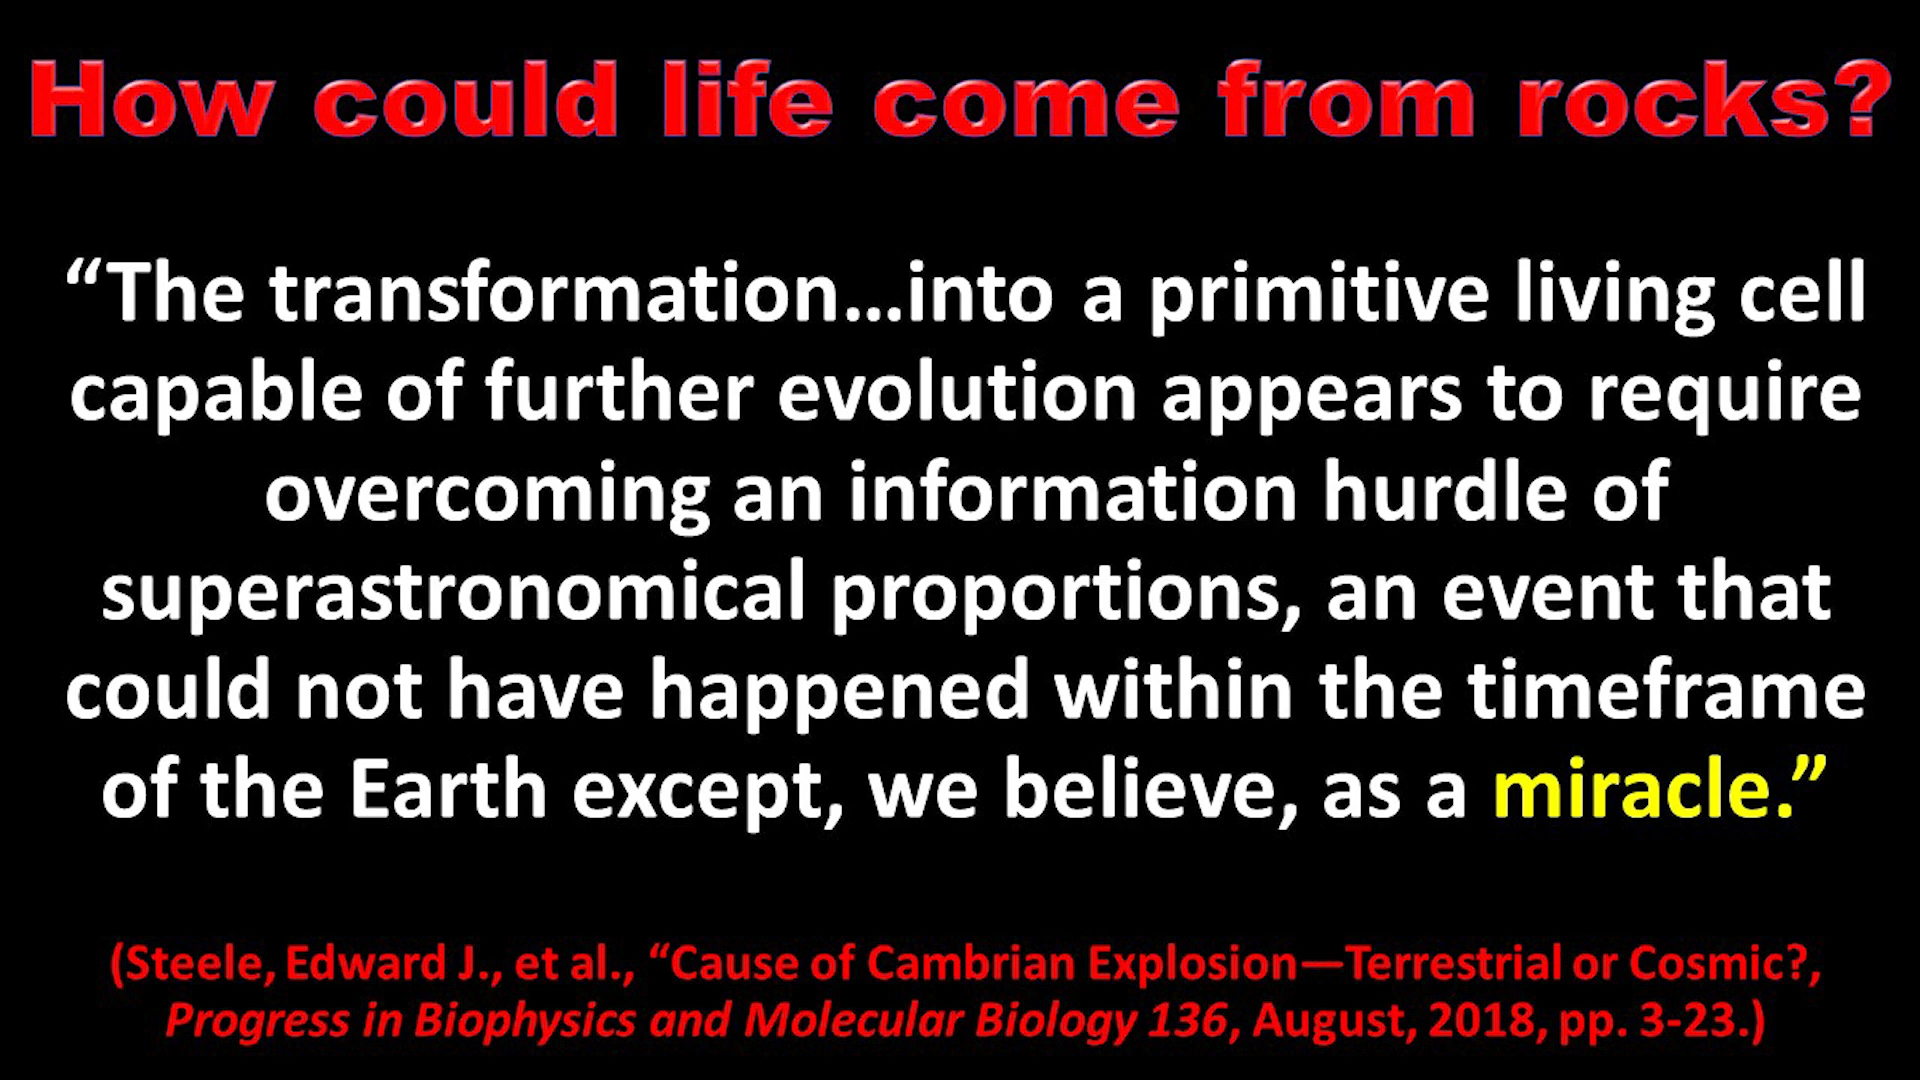 How could life come from rocks?
“The transformation...into a primitive living cell
capable of further evolution appears to require
overcoming an information hurdle of
superastronomical proportions, an event that
could not have happened within the timeframe
of the Earth except, we believe, as a miracle.”
(Steele, Edward J., et al., “Cause of Cambrian Explosion—Terrestrial or Cosmic?,
Progress in Biophysics and Molecular Biology 136, August, 2018, pp. 3-23.)